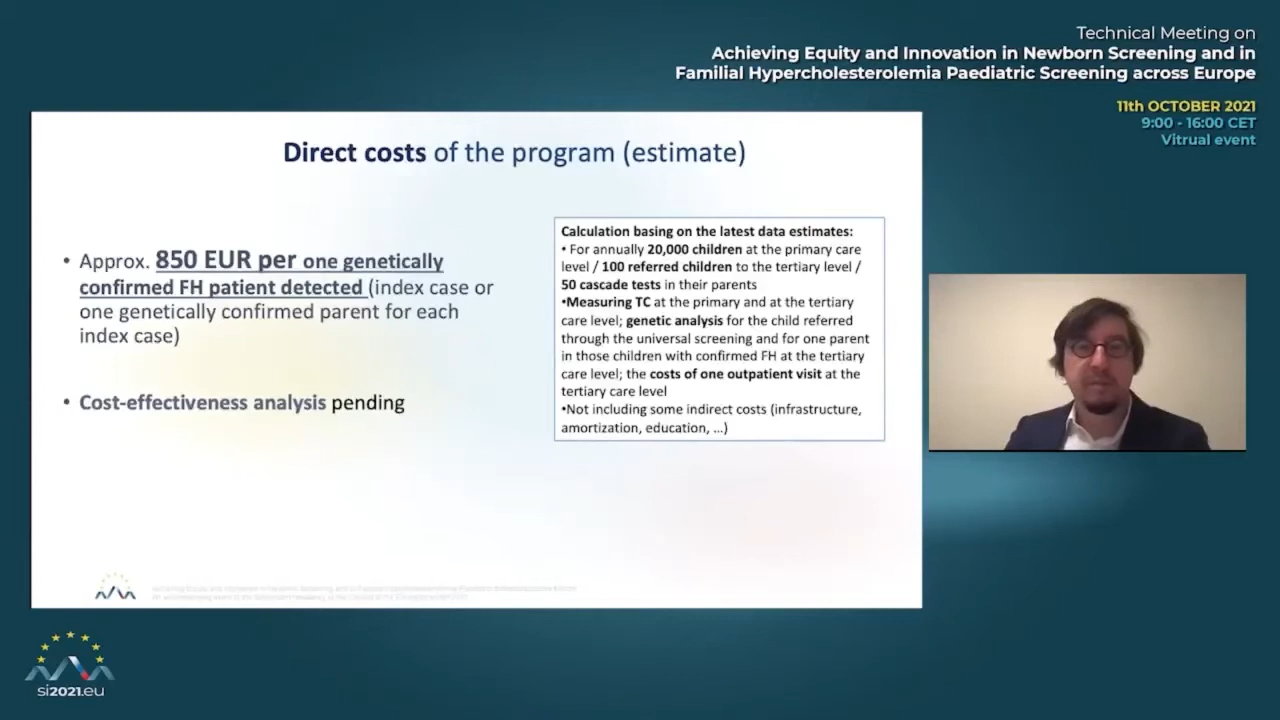 Technical Meeting on
Achieving Equity and Innovation in Newborn Screening and in
Familial Hypercholesterolemia Paediatric Screening across Europe
11th OCTOBER 2021
9:00 - 16:00 CET
Vitrual event
Direct costs of the program (estimate)
• Approx. 850 EUR per one genetically
confirmed FH patient detected (index case or
one genetically confirmed parent for each
index case)
• Cost-effectiveness analysis pending
Calculation basing on the latest data estimates:
• For annually 20,000 children at the primary care
level / 100 referred children to the tertiary level /
50 cascade tests in their parents
•Measuring TC at the primary and at the tertiary
care level; genetic analysis for the child referred
through the universal screening and for one parent
in those children with confirmed FH at the tertiary
care level; the costs of one outpatient visit at the
tertiary care level
•Not including some indirect costs (infrastructure,
amortization, education, ...)
si2021.eu